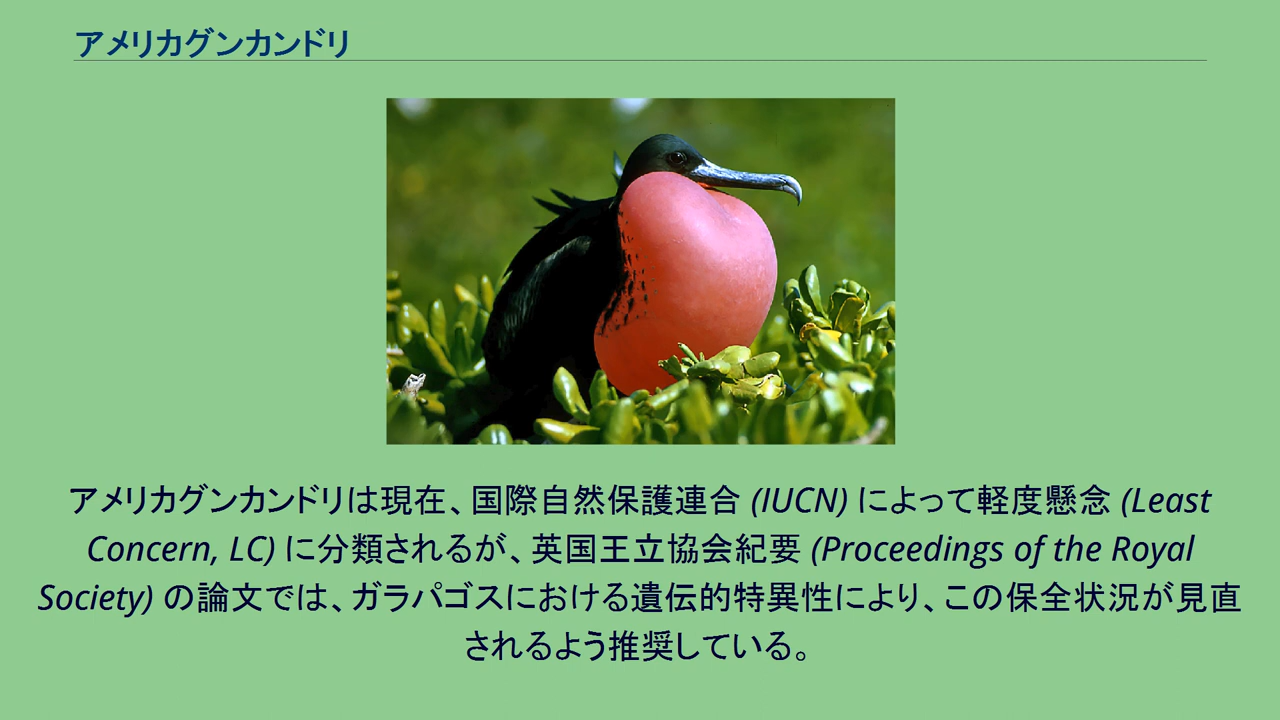 アメリカグンカンドリ
アメリカグンカンドリは現在、国際自然保護連合 (IUCN) によって軽度懸念 (Least
Concern, LC) に分類されるが、英国王立協会紀要 (Proceedings of the Royal
Society) の論文では、ガラパゴスにおける遺伝的特異性により、この保全状況が見直
されるよう推奨している。